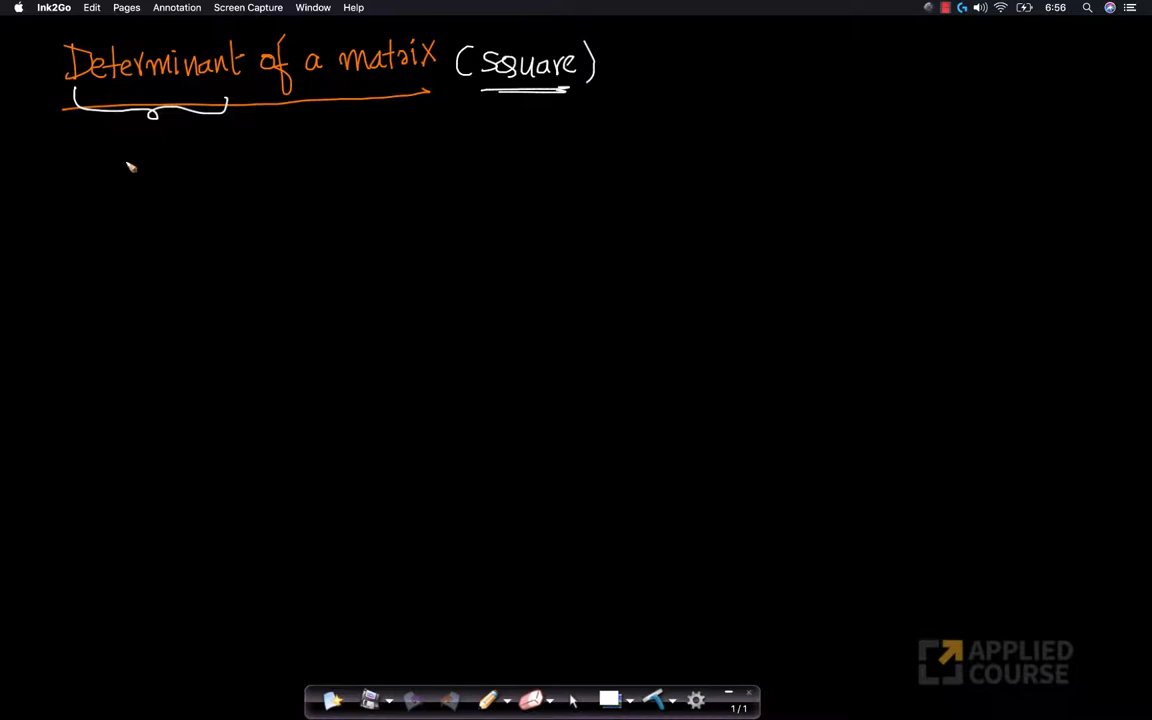 Ink2Go Edit Pages Annotation Screen Capture Window Help 6:56
Determinant of a matrix (square)
APPLIED
COURSE
1/1